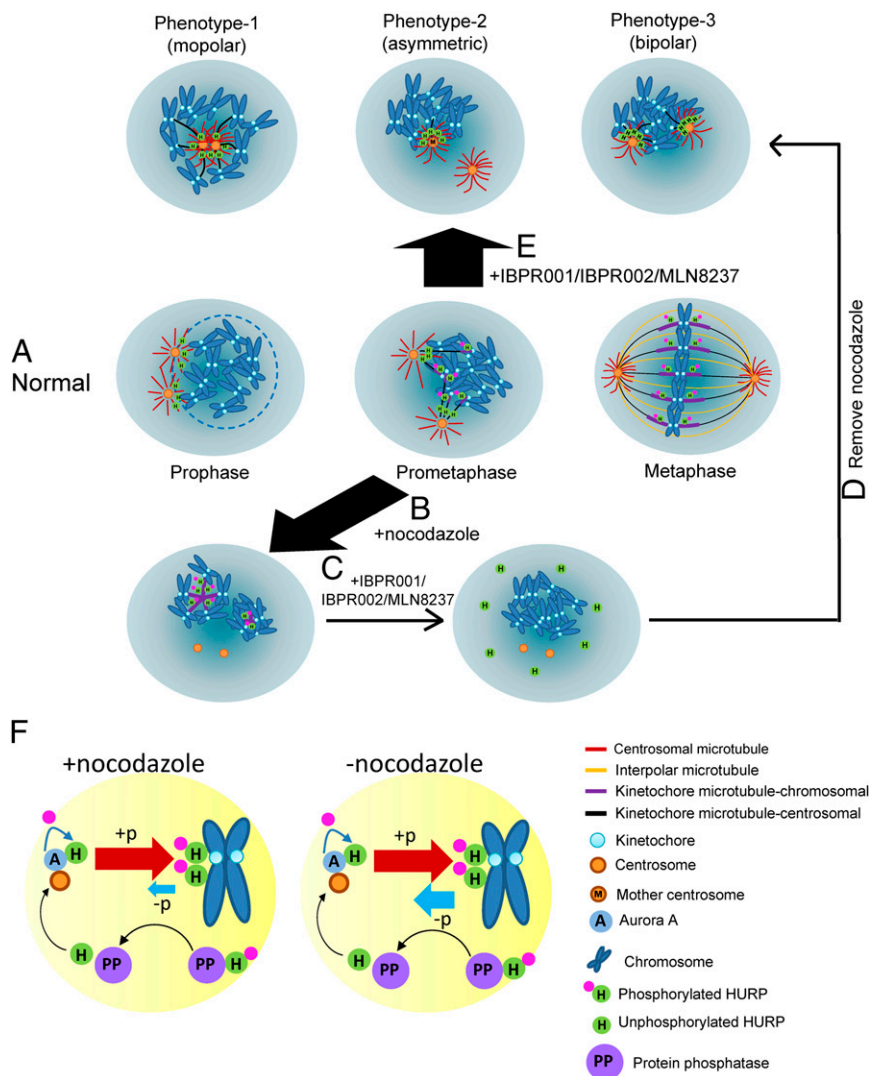 Phenotype-1
(mopolar)
Phenotype-2
(asymmetric)
Phenotype-3
(bipolar)
H H H H H H
H H H H M
H H H H H H
E
+IBPR001/IBPR002/MLN8237
A
Normal
H H H H H H
H H H H H H H
H H H H H H H H H H
Prophase
Prometaphase
Metaphase
D Remove nocodazole
B
+nocodazole
C
+IBPR001/
IBPR002/MLN8237
H H H H H H
H H H H H H H
F
+nocodazole
-nocodazole
+p
A H
H
H
-p
H PP
PP H
+p
A H
H
H
-p
H PP
PP H
Centrosomal microtubule
Interpolar microtubule
Kinetochore microtubule-chromosomal
Kinetochore microtubule-centrosomal
Kinetochore
Centrosome
M Mother centrosome
A Aurora A
Chromosome
H Phosphorylated HURP
H Unphosphorylated HURP
PP Protein phosphatase